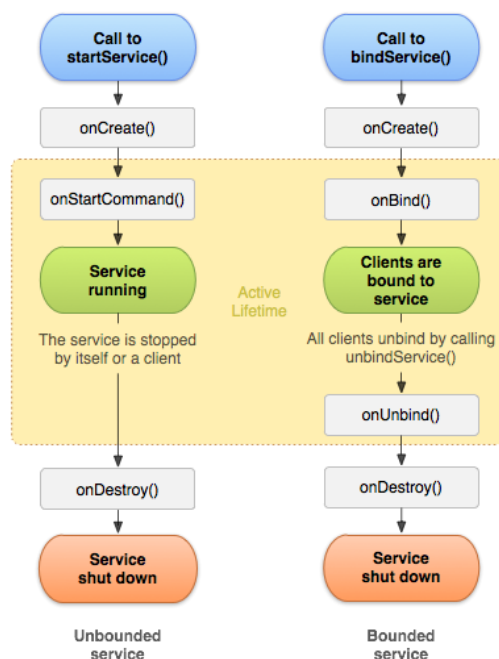 Call to
startService()
Call to
bindService()
onCreate()
onCreate()
onStartCommand()
onBind()
Service
running
Active
Lifetime
Clients are
bound to
service
The service is stopped
by itself or a client
All clients unbind by calling
unbindService()
onUnbind()
onDestroy()
onDestroy()
Service
shut down
Service
shut down
Unbounded
service
Bounded
service